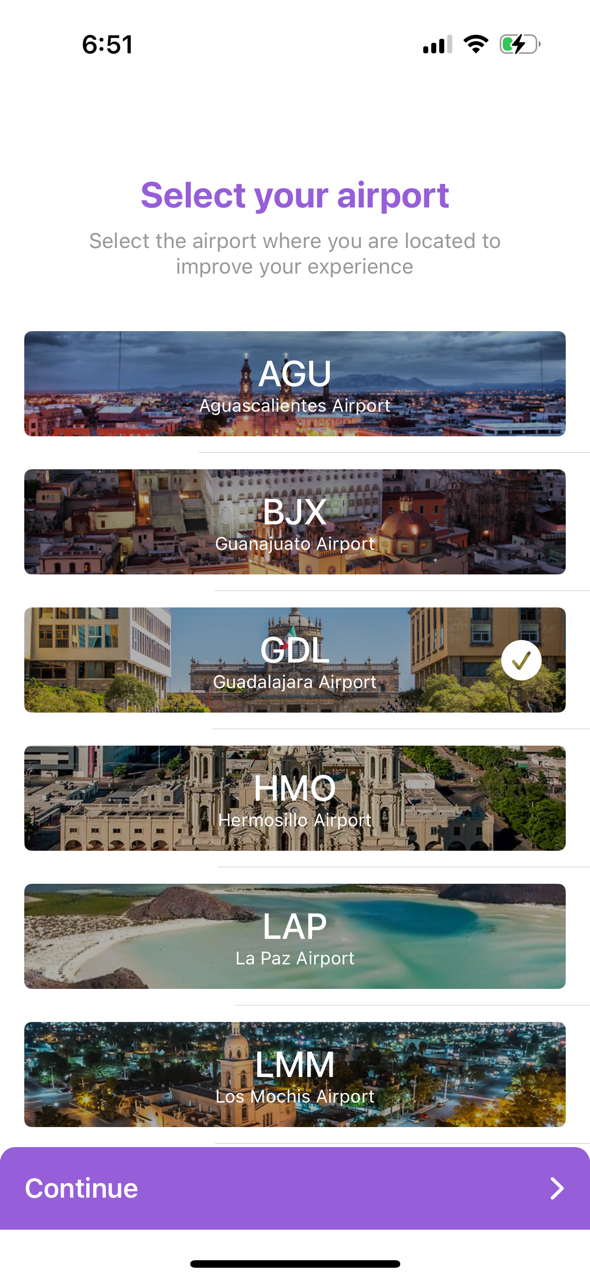 6:51
Select your airport
Select the airport where you are located to
improve your experience
AGU
Aguascalientes Airport
BJX
Guanajuato Airport
GDL
Guadalajara Airport
HMO
Hermosillo Airport
LAP
La Paz Airport
LMM
Los Mochis Airport
Continue